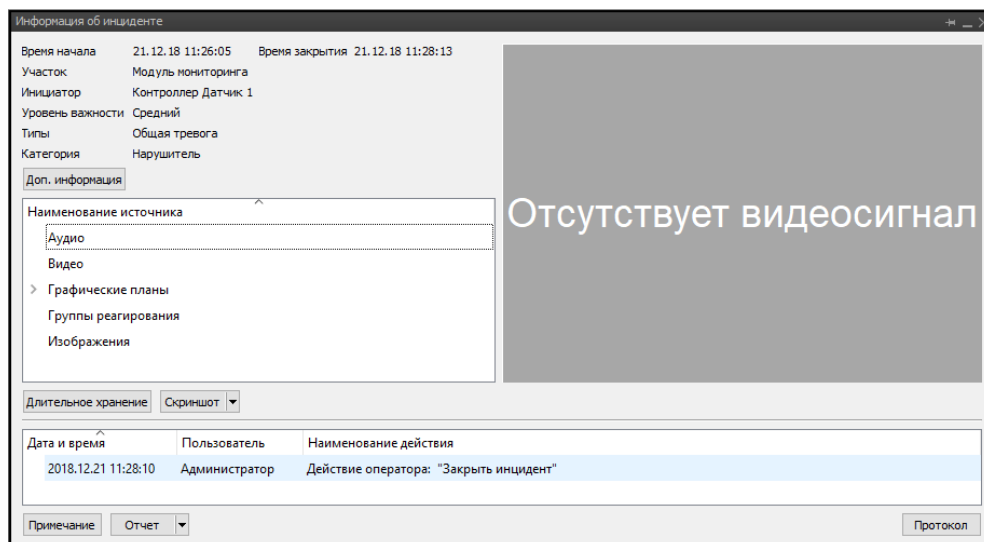 Информация об инциденте
Время начала 21.12.18 11:26:05 Время закрытия 21.12.18 11:28:13
Участок Модуль мониторинга
Инициатор Контроллер Датчик 1
Уровень важности Средний
Типы Общая тревога
Категория Нарушитель
Доп. информация
Наименование источника
Аудио
Видео
Графические планы
Группы реагирования
Изображения
Отсутствует видеосигнал
Длительное хранение Скриншот
Дата и время Пользователь Наименование действия
2018.12.21 11:28:10 Администратор Действие оператора: "Закрыть инцидент"
Примечание Отчет Протокол